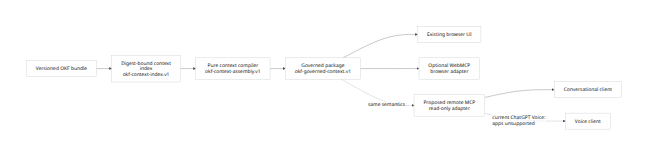 Versioned OKF bundle
Digest-bound context
index
okf-context-index.v1
Pure context compiler
okf-context-assembly.v1
Governed package
okf-governed-context.v1
Existing browser UI
Optional WebMCP
browser adapter
same semantics
Proposed remote MCP
read-only adapter
Conversational client
current ChatGPT Voice:
apps unsupported
Voice client